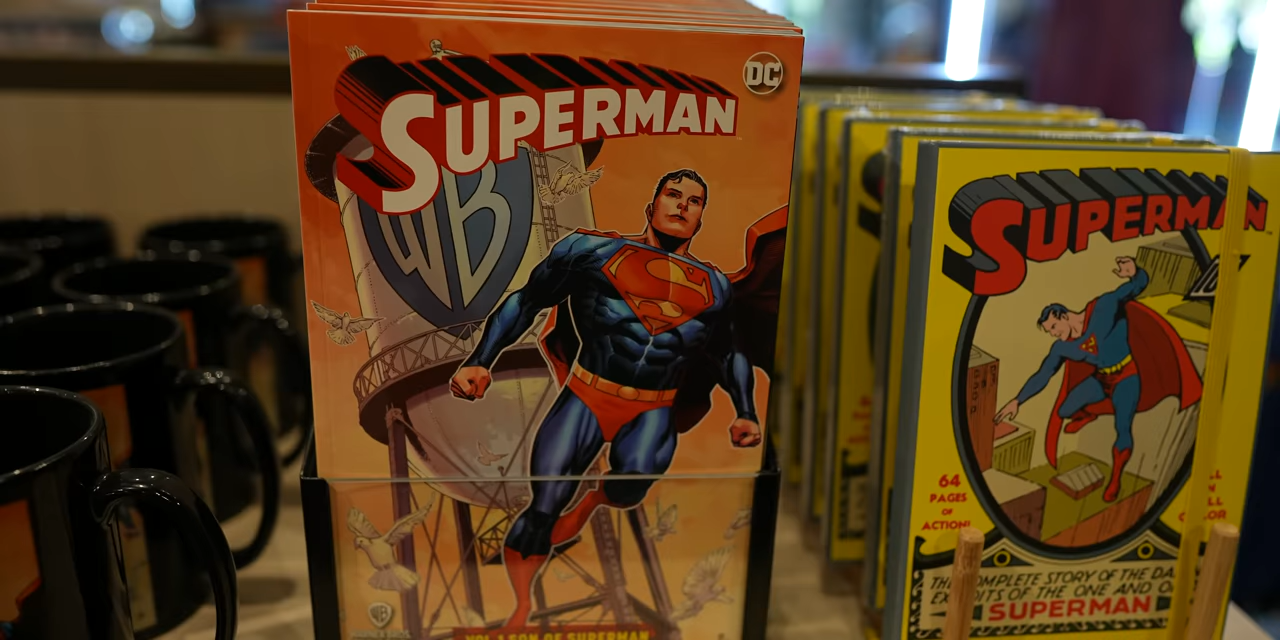 SUPERMAN
DC
WB
WB
SUPERMAN
64
PAGES
OF
ACTION!
THE COMPLETE STORY OF THE DA
EXPLOITS OF THE ONE AND O
SUPERMAN